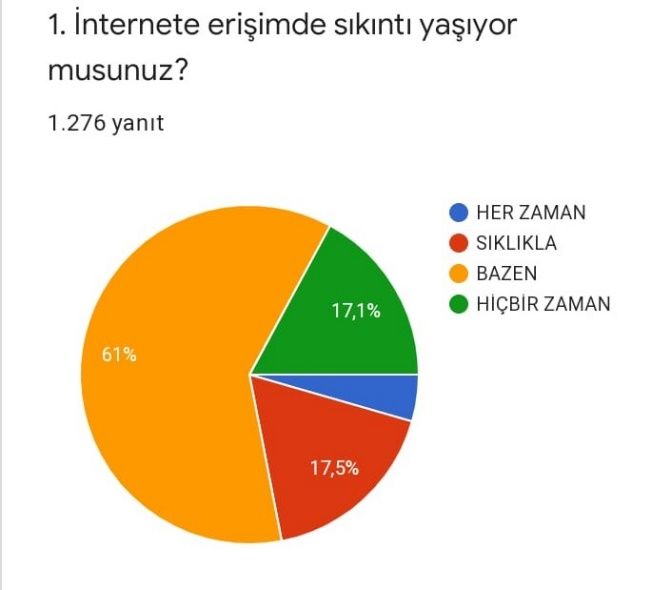 1. İnternete erişimde sıkıntı yaşıyor
musunuz?
1.276 yanıt
HER ZAMAN
SIKLIKLA
BAZEN
HİÇBİR ZAMAN
17,1%
61%
17,5%